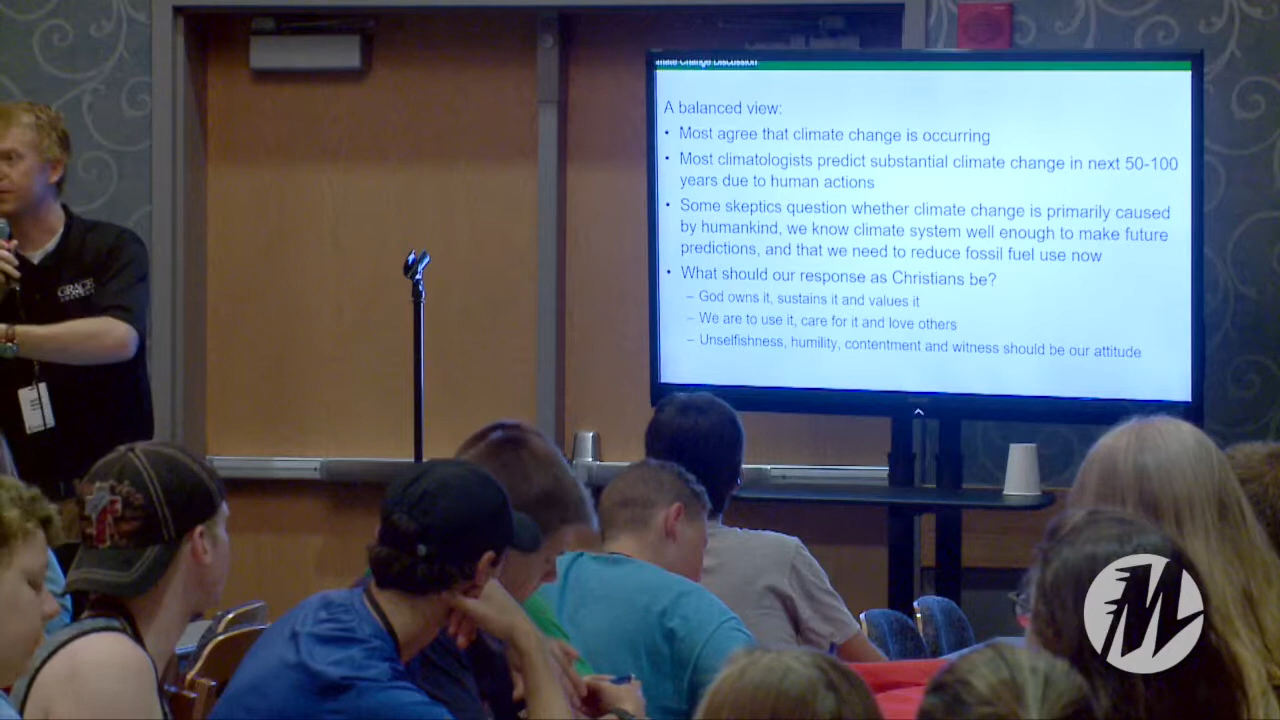 imate Change Discussion
A balanced view:
• Most agree that climate change is occurring
• Most climatologists predict substantial climate change in next 50-100
years due to human actions
• Some skeptics question whether climate change is primarily caused
by humankind, we know climate system well enough to make future
predictions, and that we need to reduce fossil fuel use now
• What should our response as Christians be?
– God owns it, sustains it and values it
– We are to use it, care for it and love others
– Unselfishness, humility, contentment and witness should be our attitude
GRACE
M